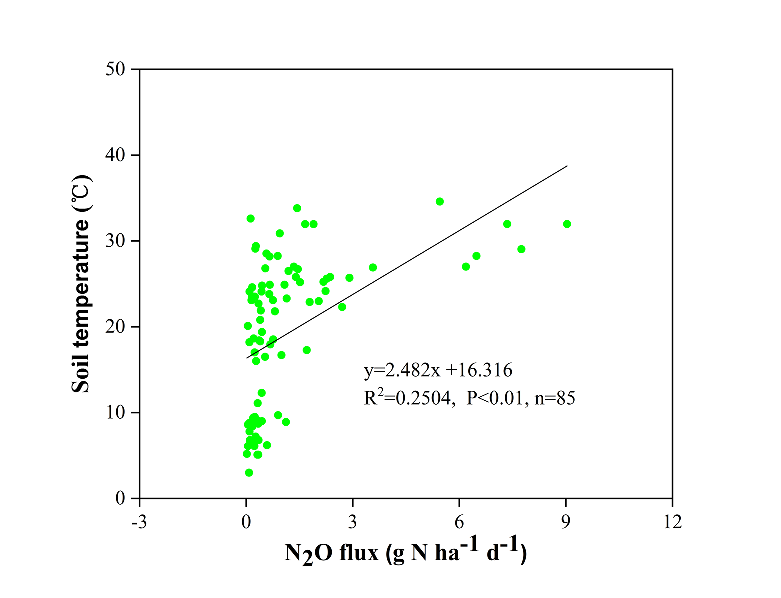 50
40
30
20
10
0
Soil temperature (℃)
y=2.482x +16.316
R²=0.2504, P<0.01, n=85
-3 0 3 6 9 12
N2O flux (g N ha⁻¹ d⁻¹)